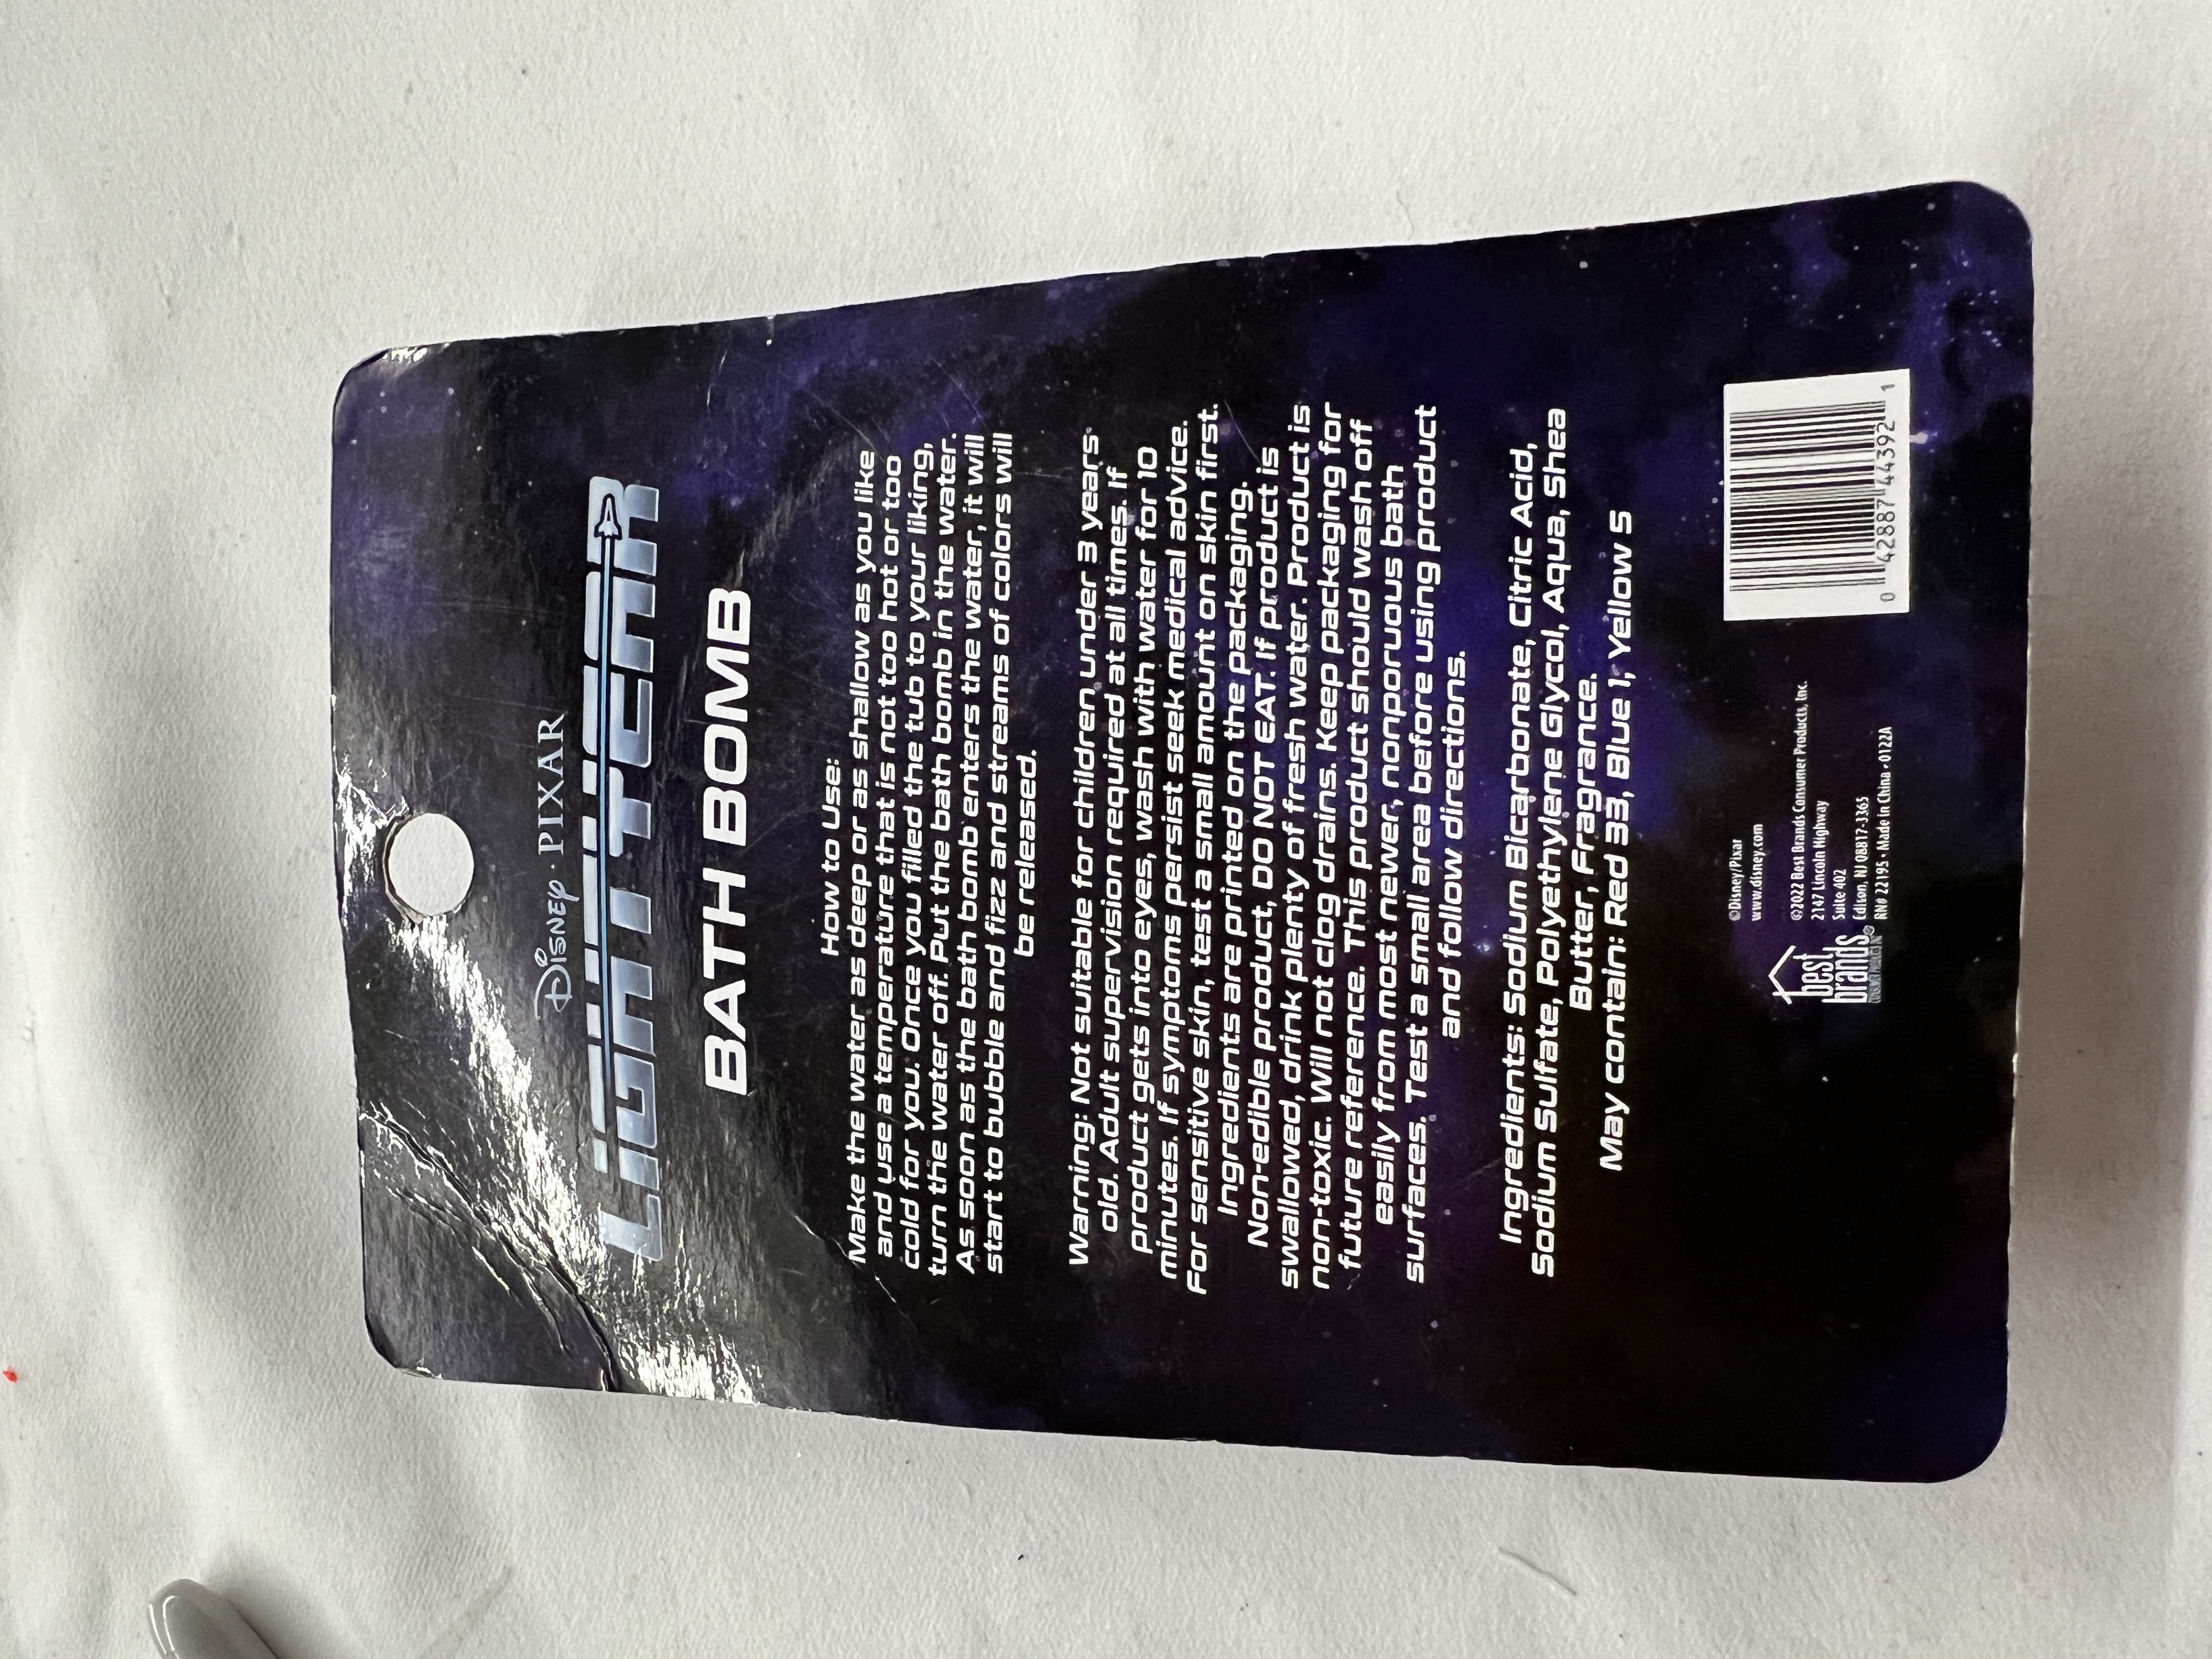 Disney · PIXAR
LIGHTYEAR
BATH BOMB
How to Use:
Make the water as deep or as shallow as you like
and use a temperature that is not too hot or too
cold for you. Once you filled the tub to your liking,
turn the water off. Put the bath bomb in the water.
As soon as the bath bomb enters the water, it will
start to bubble and fizz and streams of colors will
be released.
Warning: Not suitable for children under 3 years
old. Adult supervision required at all times. If
product gets into eyes, wash with water for 10
minutes. If symptoms persist seek medical advice.
For sensitive skin, test a small amount on skin first.
Ingredients are printed on the packaging.
Non-edible product, DO NOT EAT. If product is
swallowed, drink plenty of fresh water. Product is
non-toxic. Will not clog drains. Keep packaging for
future reference. This product should wash off
easily from most newer, nonporuous bath
surfaces. Test a small area before using product
and follow directions.
Ingredients: Sodium Bicarbonate, Citric Acid,
Sodium Sulfate, Polyethylene Glycol, Aqua, Shea
Butter, Fragrance.
May contain: Red 33, Blue 1, Yellow 5
©Disney/Pixar
www.disney.com
best
brands
©2022 Best Brands Consumer Products, Inc.
2147 Lincoln Highway
Suite 402
Edison, NJ 08817-3365
RN# 22195 • Made in China • 0122A
0 42887 44392 1